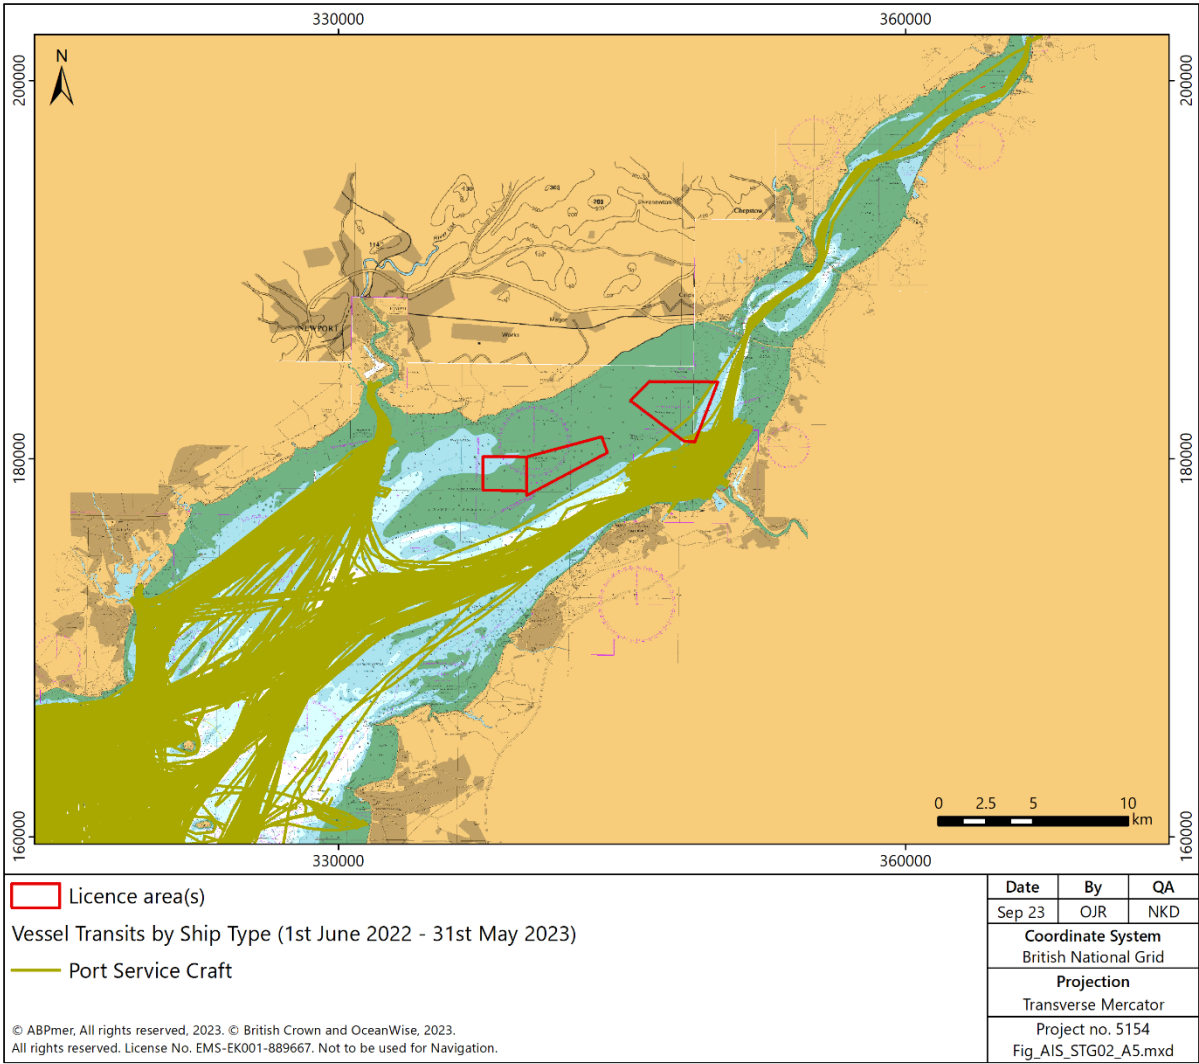 330000
360000
N
200000
200000
130
302
203
114
Chepstow
NEWPORT
180000
180000
0
2.5
5
10
km
160000
160000
330000
360000
Licence area(s)
Vessel Transits by Ship Type (1st June 2022 - 31st May 2023)
Port Service Craft
© ABPmer, All rights reserved, 2023. © British Crown and OceanWise, 2023.
All rights reserved. License No. EMS-EK001-889667. Not to be used for Navigation.
Date By QA
Sep 23 OJR NKD
Coordinate System
British National Grid
Projection
Transverse Mercator
Project no. 5154
Fig_AIS_STG02_A5.mxd